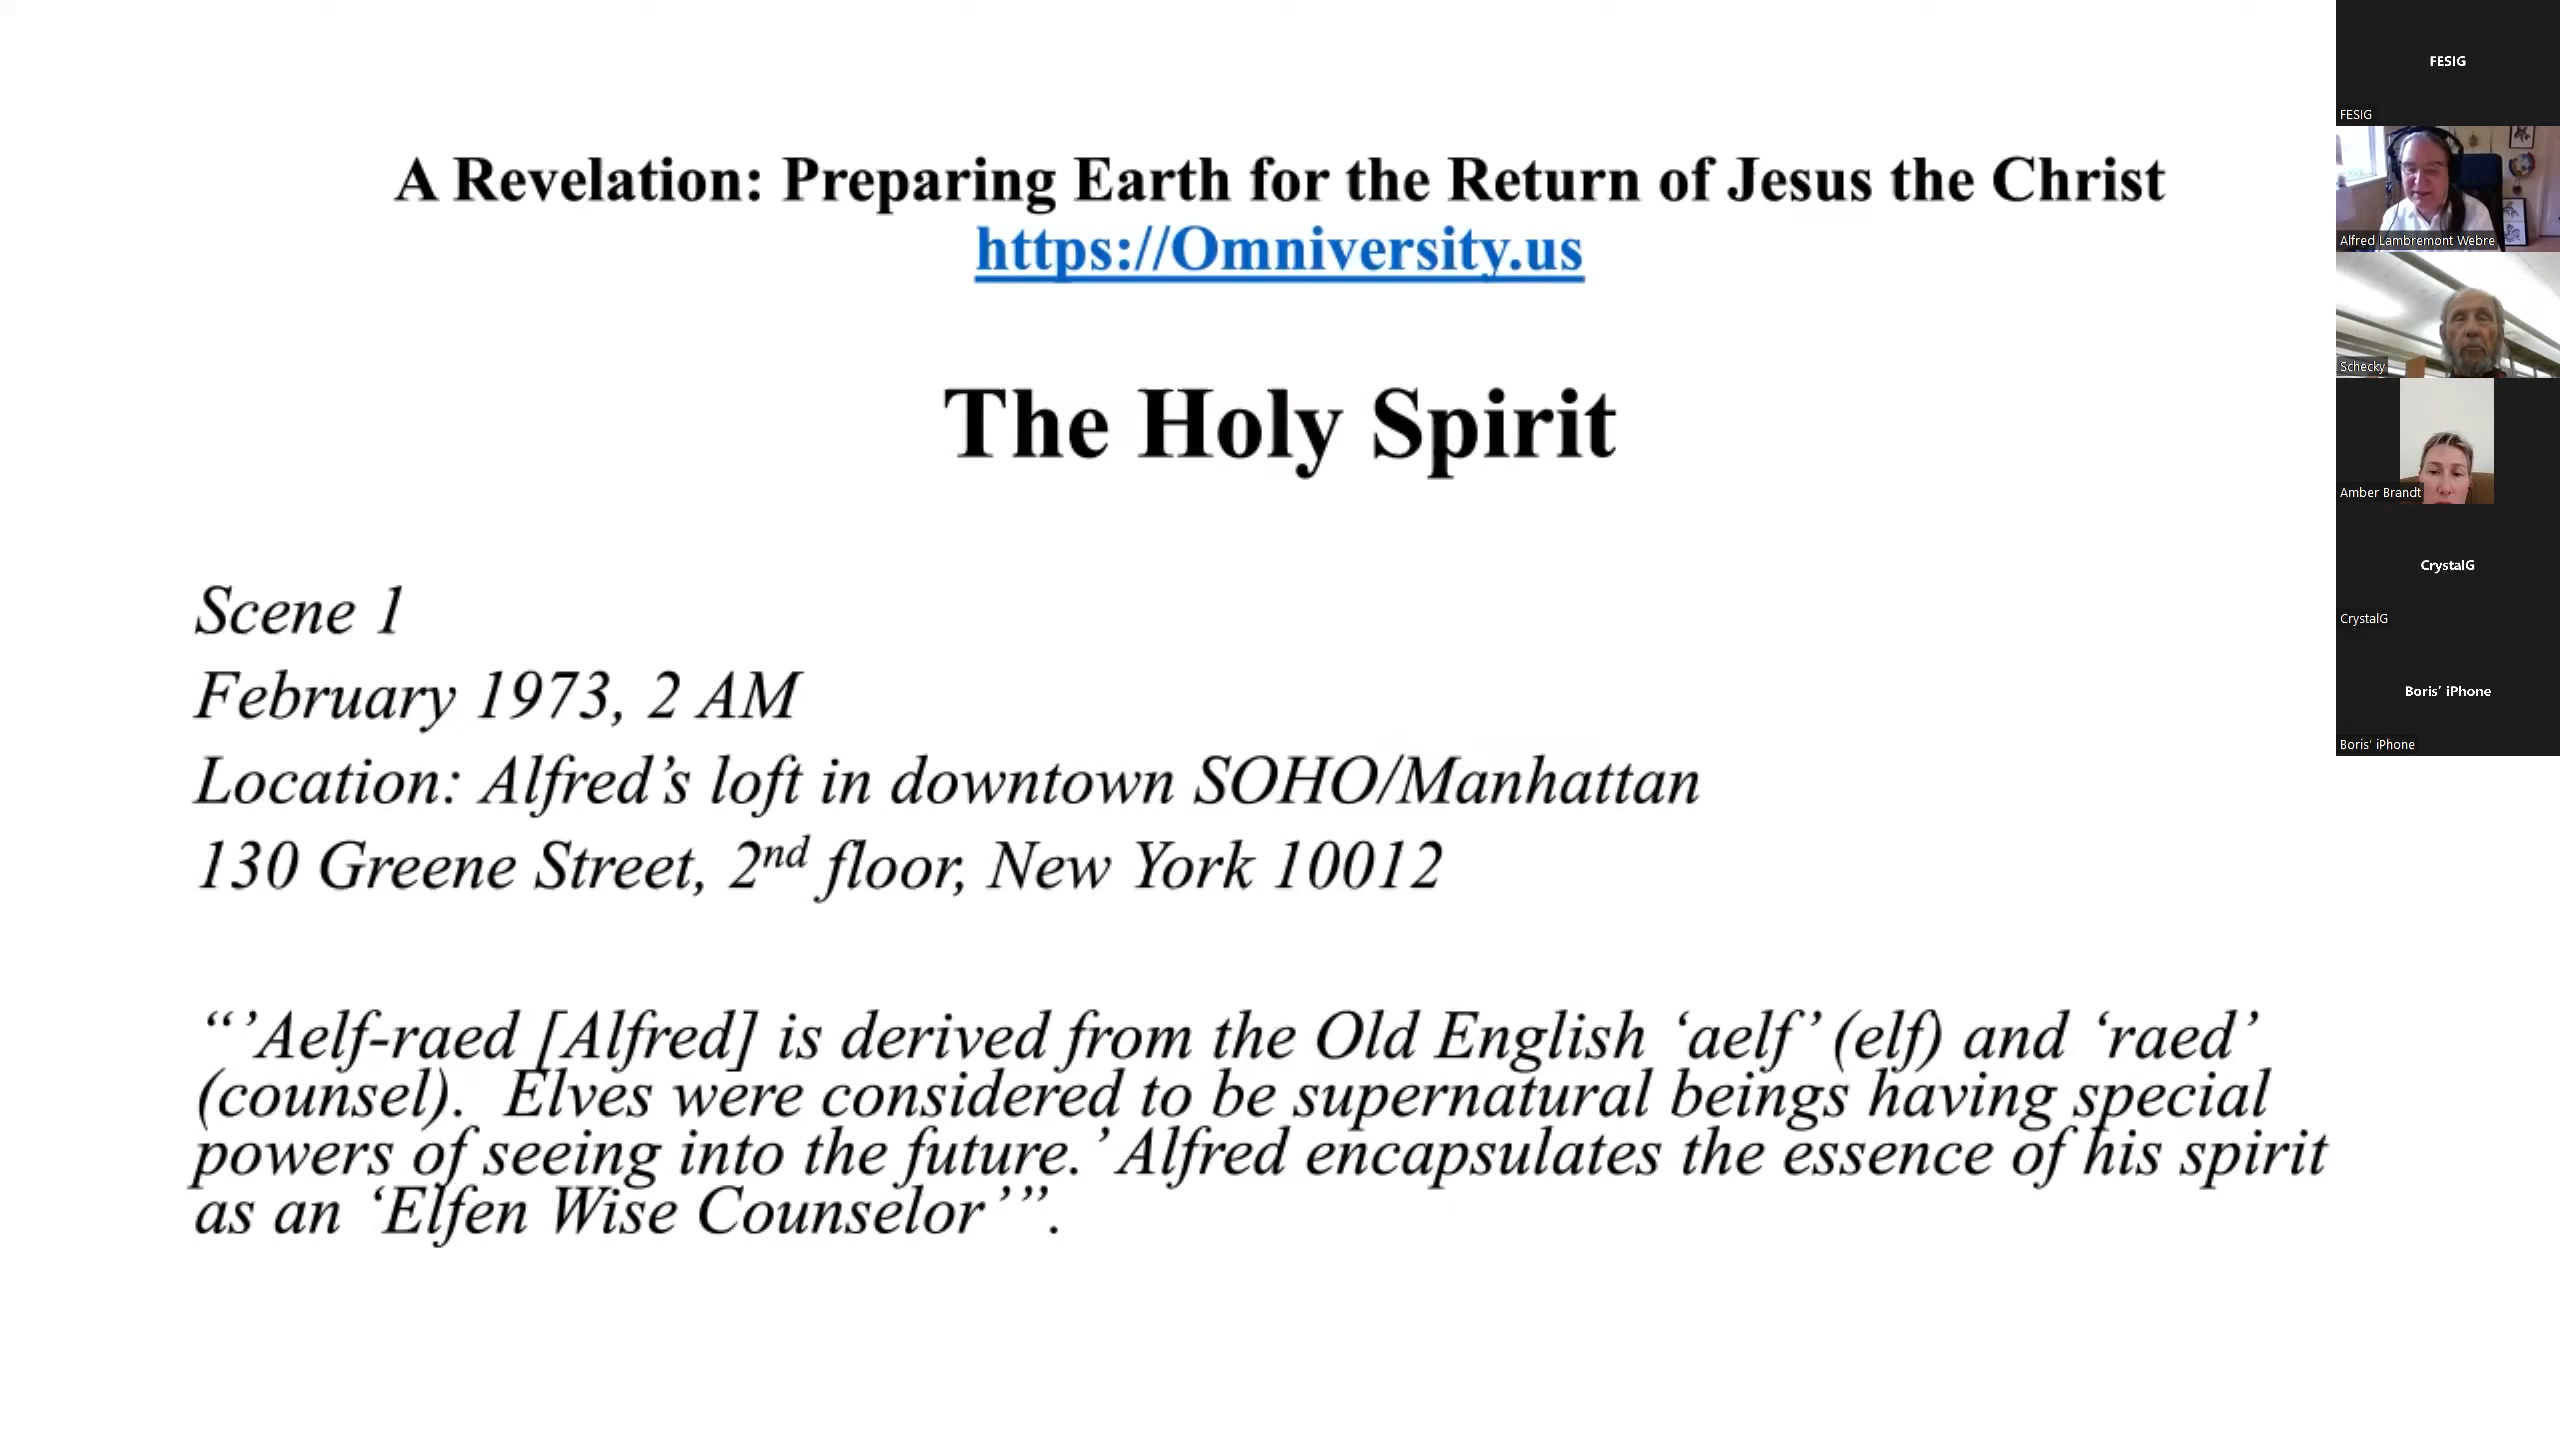 A Revelation: Preparing Earth for the Return of Jesus the Christ
https://Omniversity.us
The Holy Spirit
Scene 1
February 1973, 2 AM
Location: Alfred’s loft in downtown SOHO/Manhattan
130 Greene Street, 2nd floor, New York 10012
“’Aelf-raed [Alfred] is derived from the Old English ‘aelf’ (elf) and ‘raed’
(counsel).  Elves were considered to be supernatural beings having special
powers of seeing into the future.’ Alfred encapsulates the essence of his spirit
as an ‘Elfen Wise Counselor’”.
FESIG
FESIG
Alfred Lambremont Webre
Schecky
Amber Brandt
CrystalG
CrystalG
Boris’ iPhone
Boris’ iPhone